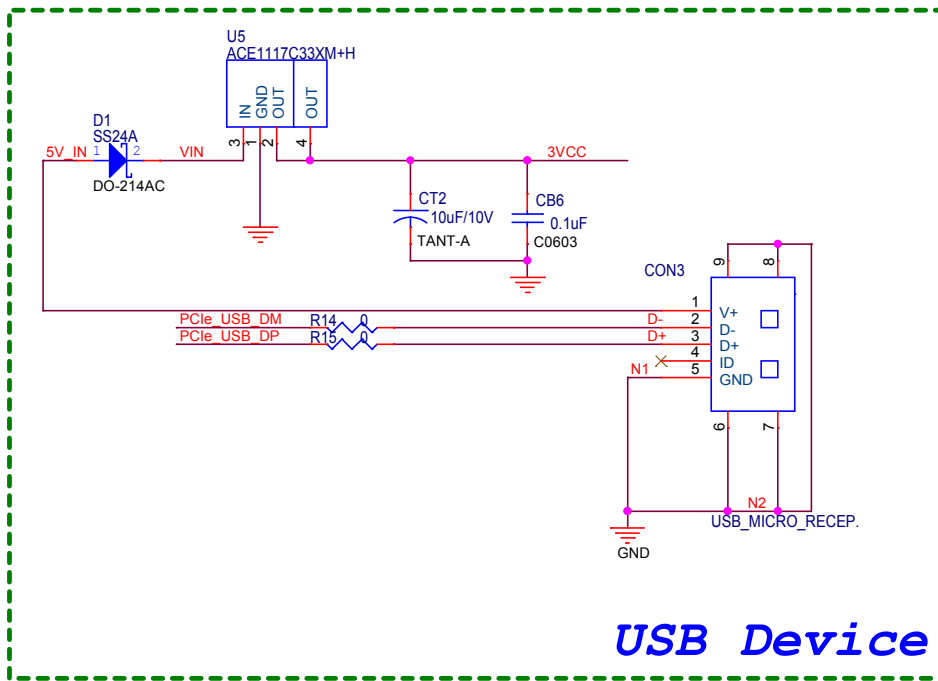 U5
ACE1117C33XM+H
IN
GND
OUT
OUT
3
1
2
4
D1
SS24A
5V_IN
1
2
VIN
DO-214AC
3VCC
CT2
10uF/10V
TANT-A
CB6
0.1uF
C0603
CON3
9
8
PCIe_USB_DM
R14
0
D-
PCIe_USB_DP
R15
0
D+
N1
1
2
3
4
5
V+
D-
D+
ID
GND
6
7
N2
USB_MICRO_RECEP.
GND
USB Device